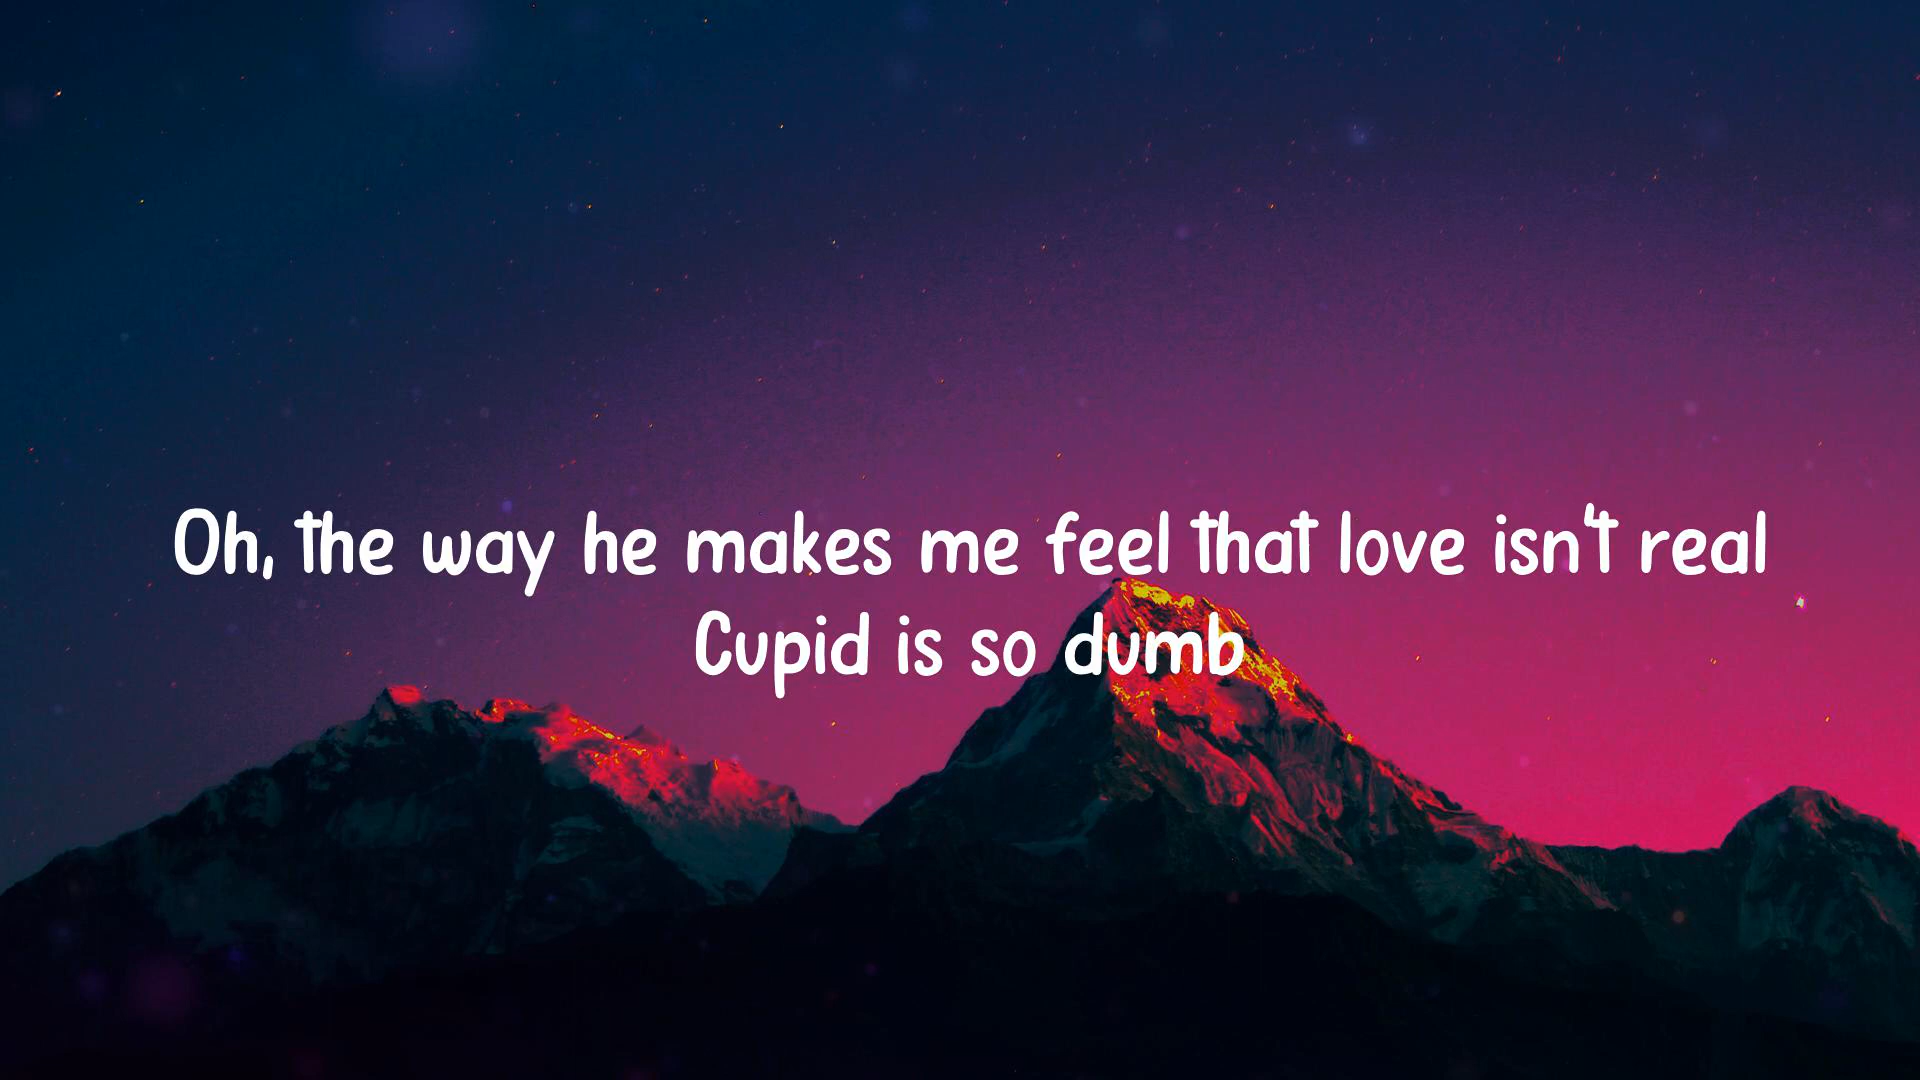 Oh, the way he makes me feel that love isn't real
Cupid is so dumb